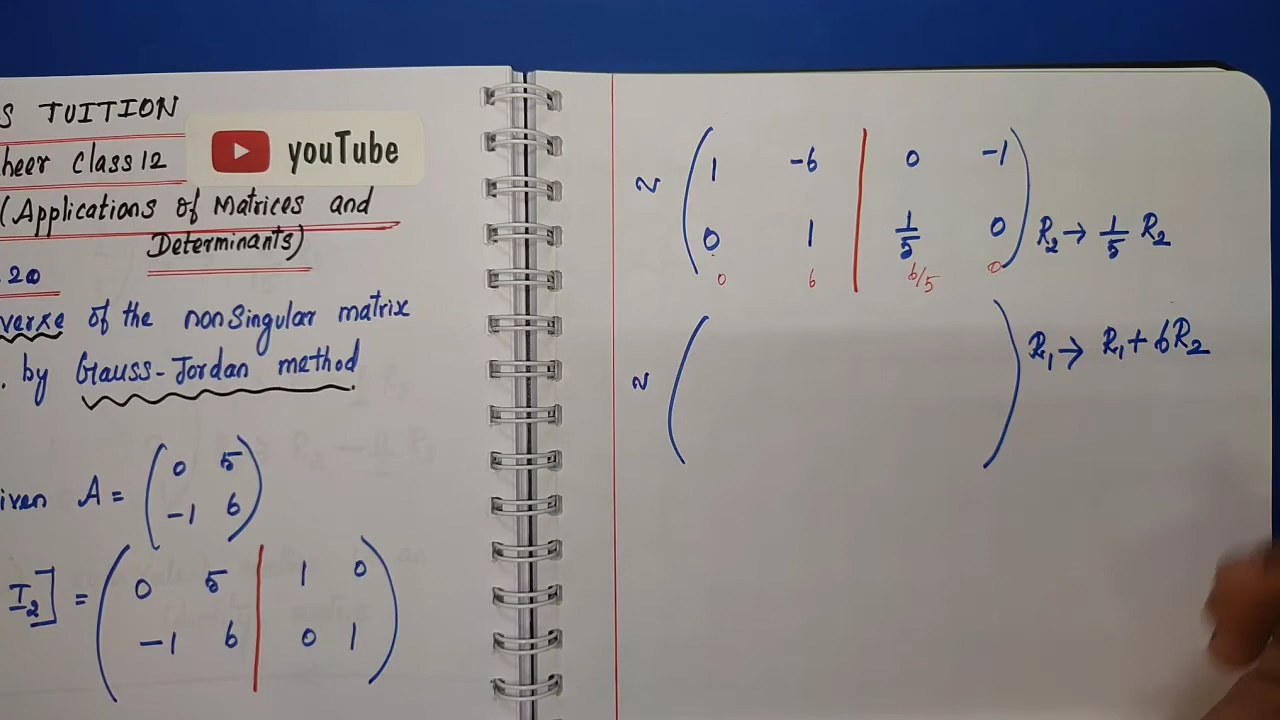 S TUITION
heer Class 12
YouTube
(Applications of Matrices and
Determinants)
.20
verse of the nonSingular matrix
. by Gauss-Jordan method
iven A = ( 0 5
-1 6 )
I₂] = ( 0 5 | 1 0
-1 6 | 0 1 )
~ ( 1 -6 | 0 -1 )
0 1 | 1/5 0 ) R₂ → 1/5 R₂
0 6 6/5 0
~ ( ) R₁ → R₁ + 6R₂